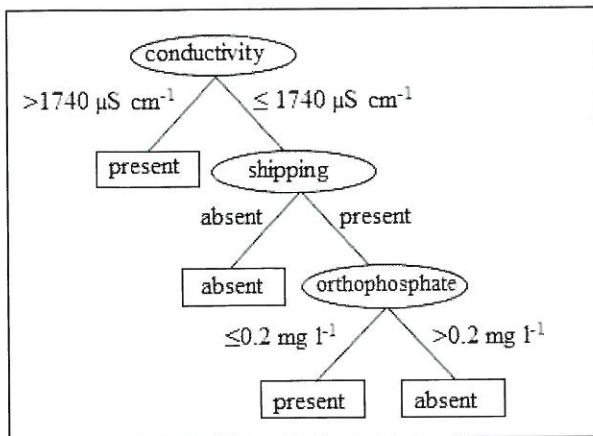 conductivity
>1740 µS cm⁻¹ ≤ 1740 µS cm⁻¹
present shipping
absent present
absent orthophosphate
≤0.2 mg l⁻¹ >0.2 mg l⁻¹
present absent